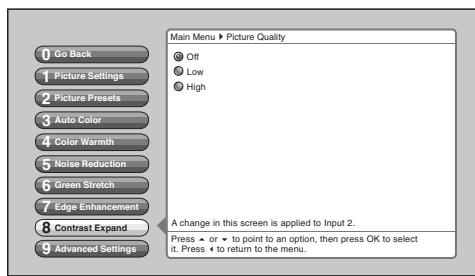 Main Menu ▸ Picture Quality
0 Go Back
1 Picture Settings
2 Picture Presets
3 Auto Color
4 Color Warmth
5 Noise Reduction
6 Green Stretch
7 Edge Enhancement
8 Contrast Expand
9 Advanced Settings
Off
Low
High
A change in this screen is applied to Input 2.
Press ▲ or ▼ to point to an option, then press OK to select
it. Press ◀ to return to the menu.